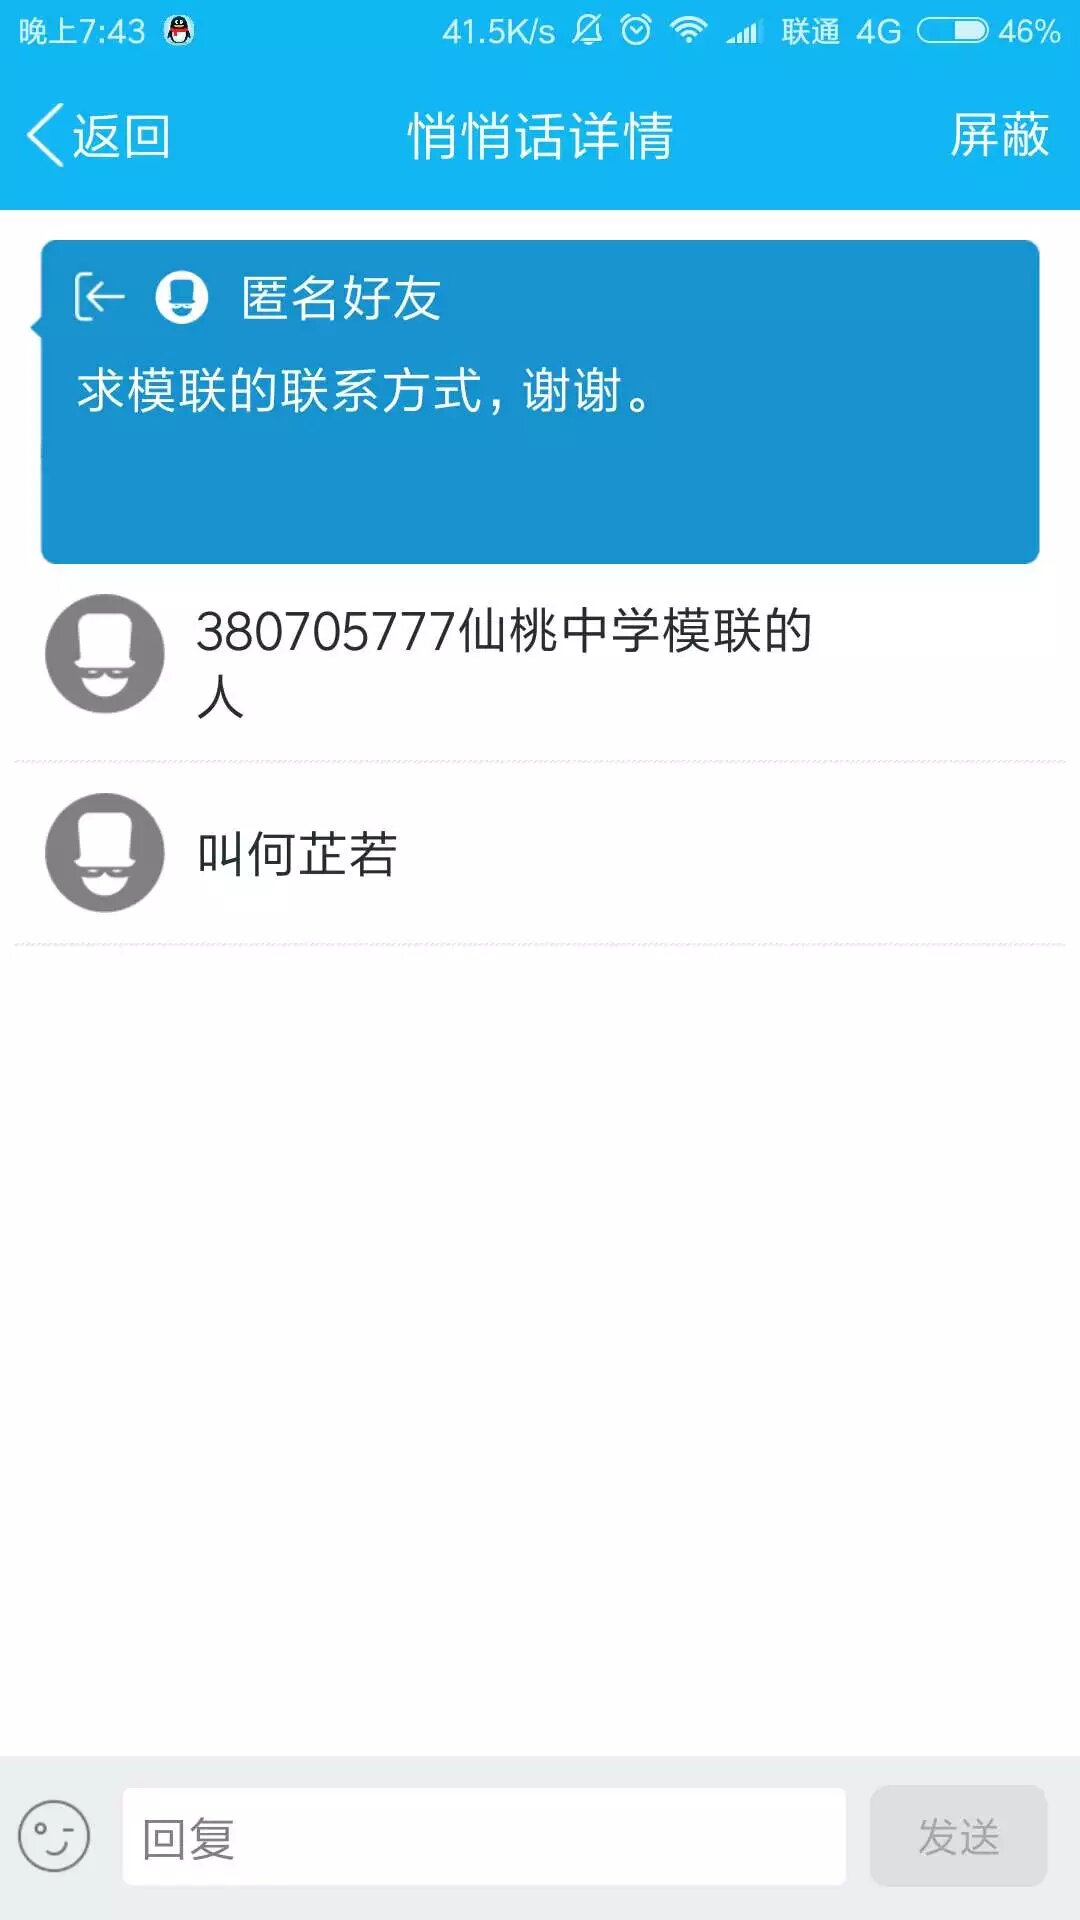 晚上7:43 41.5K/s 联通 4G 46%
返回 悄悄话详情 屏蔽
匿名好友
求模联的联系方式，谢谢。
380705777仙桃中学模联的
人
叫何芷若
回复 发送